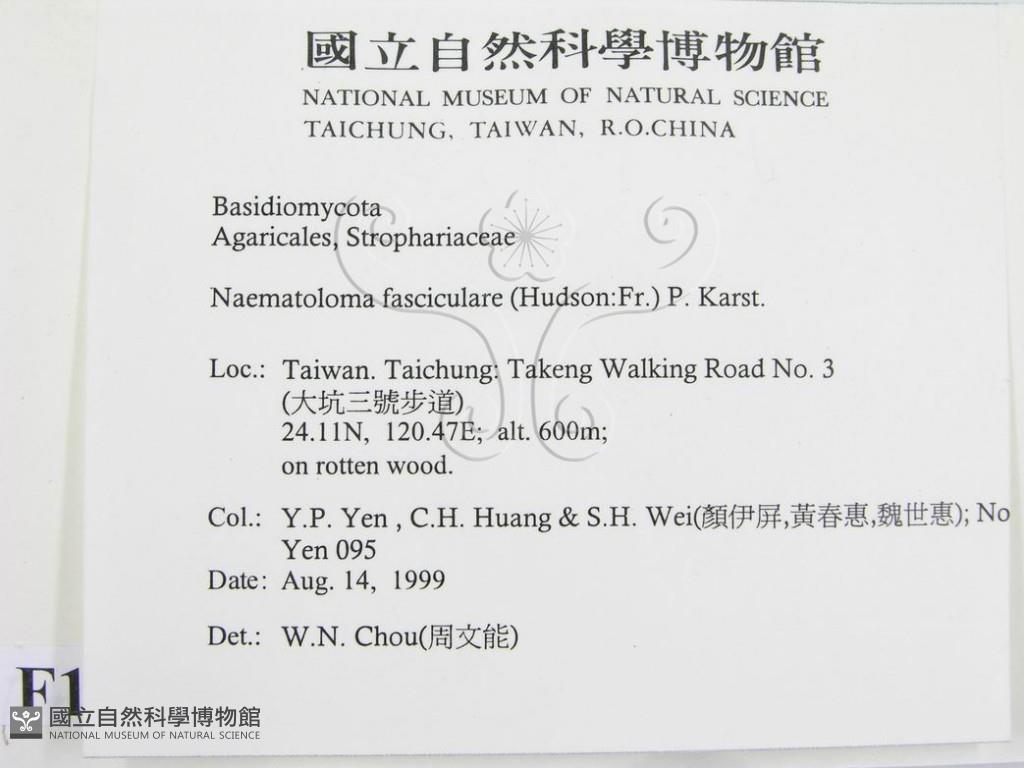 國立自然科學博物館
NATIONAL MUSEUM OF NATURAL SCIENCE
TAICHUNG, TAIWAN, R.O.CHINA
Basidiomycota
Agaricales, Strophariaceae
Naematoloma fasciculare (Hudson:Fr.) P. Karst.
Loc.: Taiwan. Taichung: Takeng Walking Road No. 3
(大坑三號步道)
24.11N, 120.47E; alt. 600m;
on rotten wood.
Col.: Y.P. Yen , C.H. Huang & S.H. Wei(顏伊屏,黃春惠,魏世惠); No
Yen 095
Date: Aug. 14, 1999
Det.: W.N. Chou(周文能)
F1
國立自然科學博物館
NATIONAL MUSEUM OF NATURAL SCIENCE